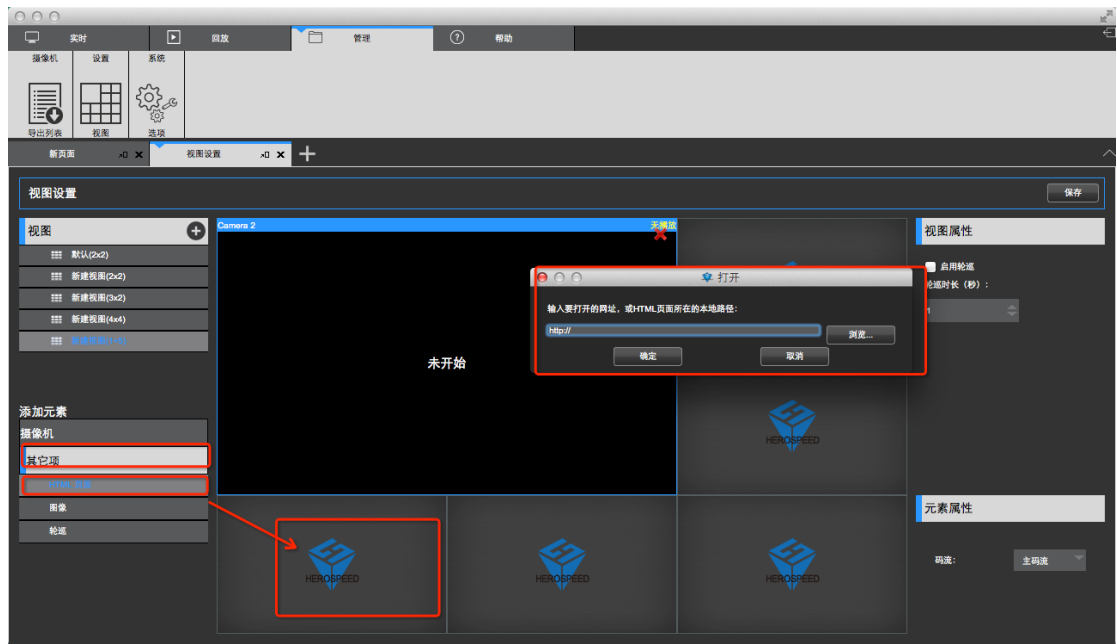 实时
回放
管理
帮助
摄像机
设置
系统
导出列表
视图
选项
新页面
视图设置
视图设置
保存
视图
默认(2x2)
新建视图(2x2)
新建视图(3x2)
新建视图(4x4)
添加元素
摄像机
其它项
图像
轮巡
Camera 2
无播放
未开始
打开
输入要打开的网址，或HTML页面所在的本地路径：
http://
浏览...
确定
取消
HEROSPEED
HEROSPEED
HEROSPEED
HEROSPEED
视图属性
启用轮巡
轮巡时长（秒）：
元素属性
码流：
主码流